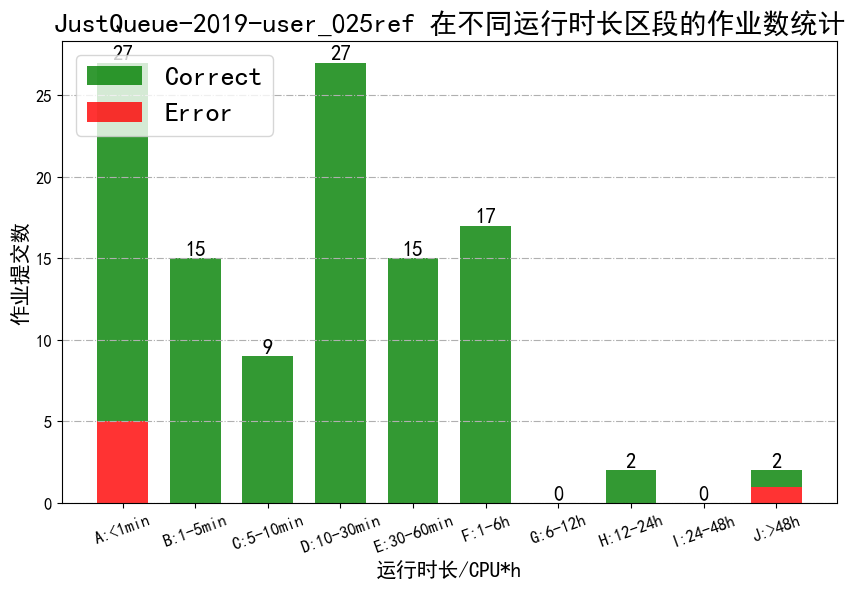 JustQueue-2019-user_025ref 在不同运行时长区段的作业数统计
Correct
Error
27
15
9
27
15
17
0
2
0
2
25
20
15
10
5
0
作业提交数
A:<1min
B:1-5min
C:5-10min
D:10-30min
E:30-60min
F:1-6h
G:6-12h
H:12-24h
I:24-48h
J:>48h
运行时长/CPU*h